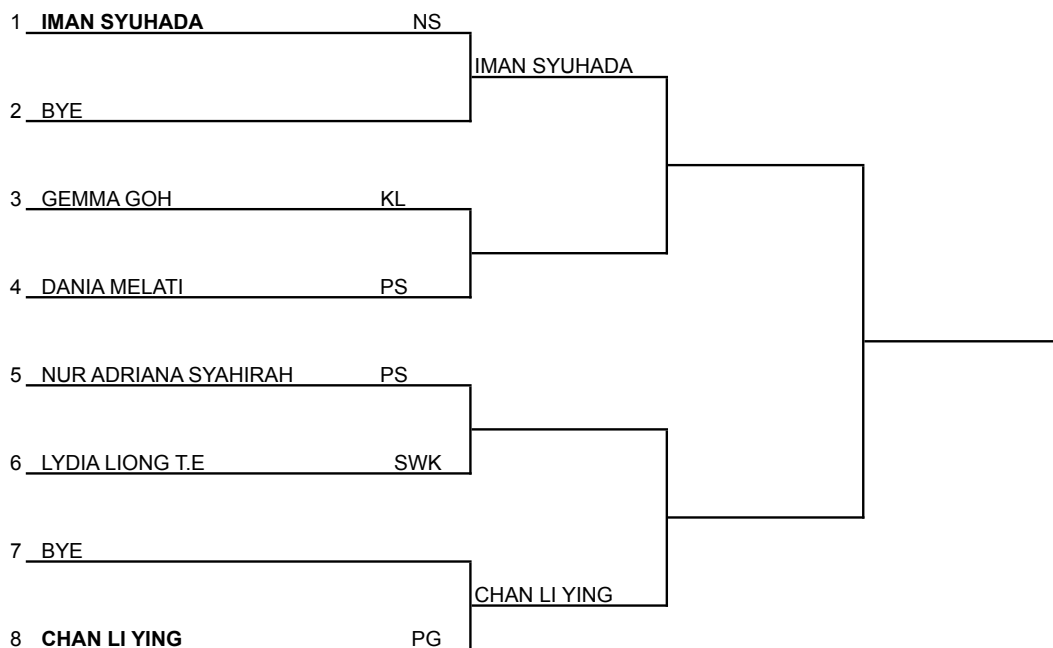 1 IMAN SYUHADA NS
IMAN SYUHADA
2 BYE
3 GEMMA GOH KL
4 DANIA MELATI PS
5 NUR ADRIANA SYAHIRAH PS
6 LYDIA LIONG T.E SWK
7 BYE
CHAN LI YING
8 CHAN LI YING PG